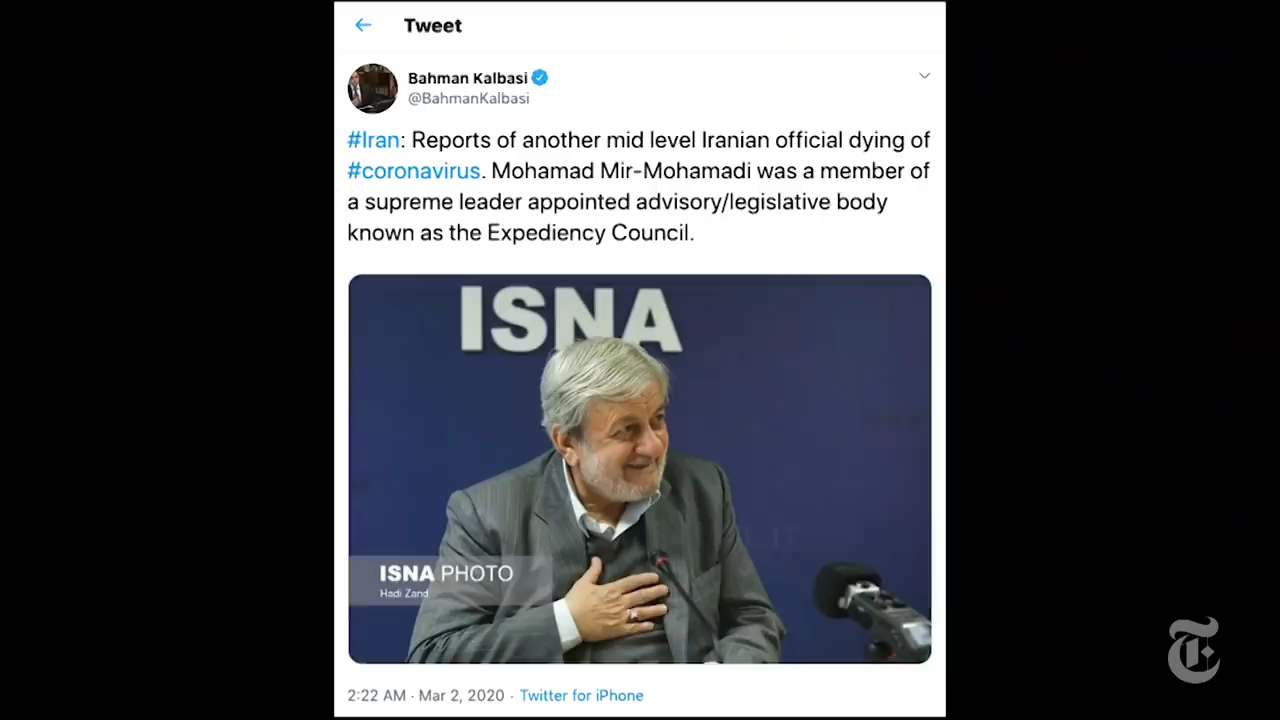 Tweet
Bahman Kalbasi
@BahmanKalbasi
#Iran: Reports of another mid level Iranian official dying of
#coronavirus. Mohamad Mir-Mohamadi was a member of
a supreme leader appointed advisory/legislative body
known as the Expediency Council.
ISNA
ISNA PHOTO
Hadi Zand
2:22 AM · Mar 2, 2020 · Twitter for iPhone
T